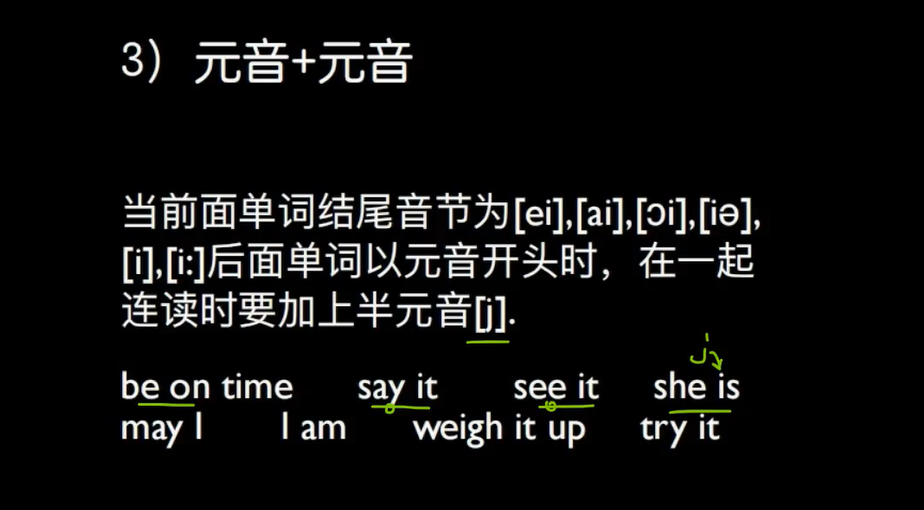 3）元音+元音
当前面单词结尾音节为[ei],[ai],[ɔi],[iə],
[i],[i:]后面单词以元音开头时，在一起
连读时要加上半元音[j].
j
be on time say it see it she is
may I I am weigh it up try it